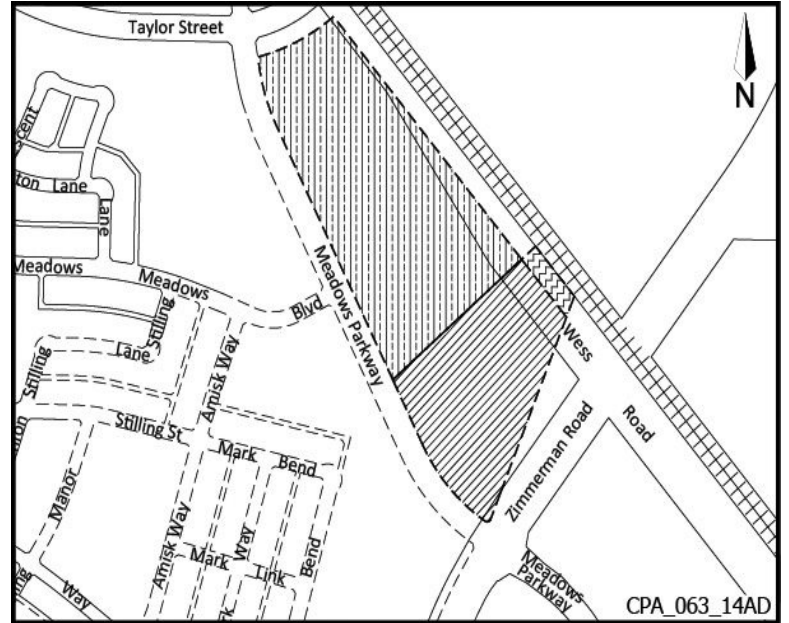 Taylor Street
N
cent
ton Lane
Lane
Meadows
Meadows
Blvd
Meadows Parkway
Stilling
Lane
Stilling
Amisk Way
Wess
Road
Stilling St
Mark Bend
Zimmerman Road
Manor
Amisk Way
Way
Bend
Mark Link
Way
Meadows
Parkway
CPA_063_14AD